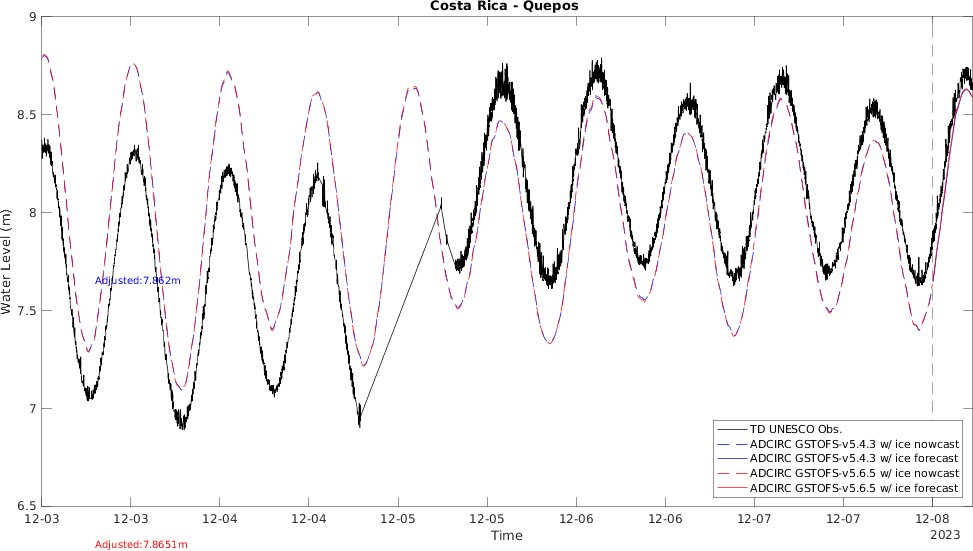 Costa Rica - Quepos
9
8.5
8
7.5
7
6.5
Water Level (m)
Adjusted:7.862m
TD UNESCO Obs.
ADCIRC GSTOFS-v5.4.3 w/ ice nowcast
ADCIRC GSTOFS-v5.4.3 w/ ice forecast
ADCIRC GSTOFS-v5.6.5 w/ ice nowcast
ADCIRC GSTOFS-v5.6.5 w/ ice forecast
12-03 12-03 12-04 12-04 12-05 12-05 12-06 12-06 12-07 12-07 12-08
2023
Time
Adjusted:7.8651m